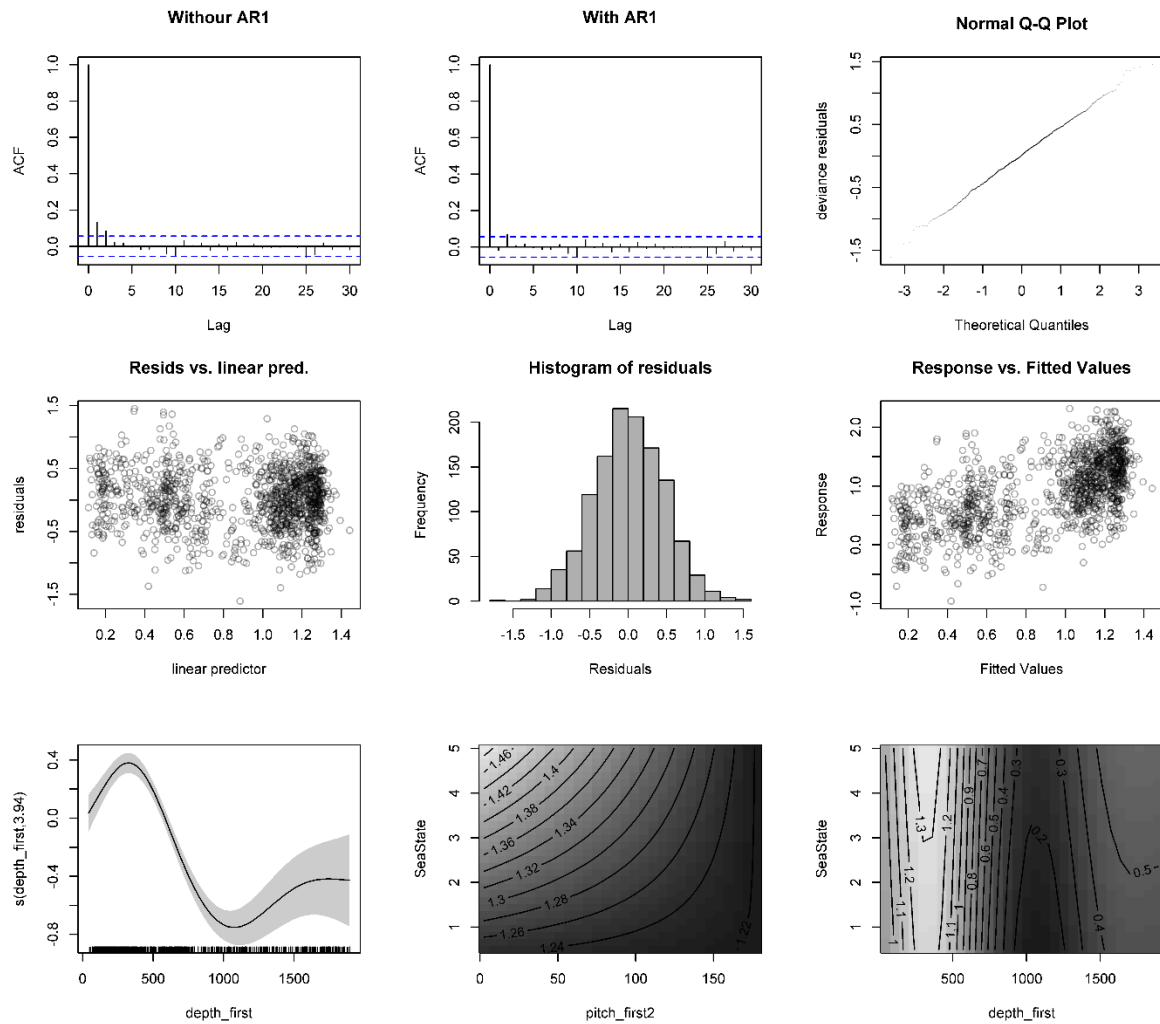 Withour AR1
With AR1
Normal Q-Q Plot
ACF
0.0 0.2 0.4 0.6 0.8 1.0
0 5 10 15 20 25 30
Lag
ACF
0.0 0.2 0.4 0.6 0.8 1.0
0 5 10 15 20 25 30
Lag
deviance residuals
-1.5 -0.5 0.5 1.5
-3 -2 -1 0 1 2 3
Theoretical Quantiles
Resids vs. linear pred.
Histogram of residuals
Response vs. Fitted Values
residuals
-1.5 -0.5 0.5 1.5
0.2 0.4 0.6 0.8 1.0 1.2 1.4
linear predictor
Frequency
0 50 100 150 200
-1.5 -0.5 0.0 0.5 1.0 1.5
Residuals
Response
-1.0 0.0 1.0 2.0
0.2 0.4 0.6 0.8 1.0 1.2 1.4
Fitted Values
s(depth_first,3.94)
-0.8 -0.4 0.0 0.4
0 500 1000 1500
depth_first
SeaState
1 2 3 4 5
1.46
1.42
1.4
1.38
1.36
1.34
1.32
1.3
1.28
1.26
1.24
1.22
0 50 100 150
pitch_first2
SeaState
1 2 3 4 5
1.3
1.2
0.9
0.7
0.3
0.3
0.4
0.5
0.2
0.6
0.8
1.2
1.1
1
1.1
1
0.4
0.5
500 1000 1500
depth_first